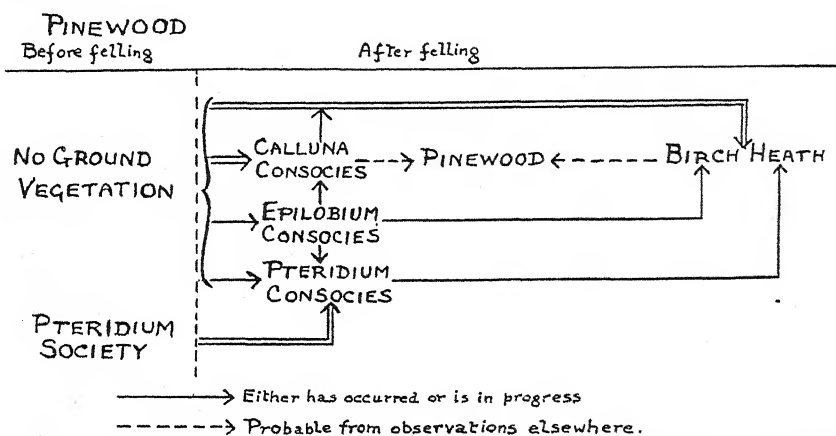 PINEWOOD
Before felling
After felling
NO GROUND
VEGETATION
CALLUNA
CONSOCIES
PINEWOOD
BIRCH HEATH
EPILOBIUM
CONSOCIES
PTERIDIUM
CONSOCIES
PTERIDIUM
SOCIETY
Either has occurred or is in progress
Probable from observations elsewhere.